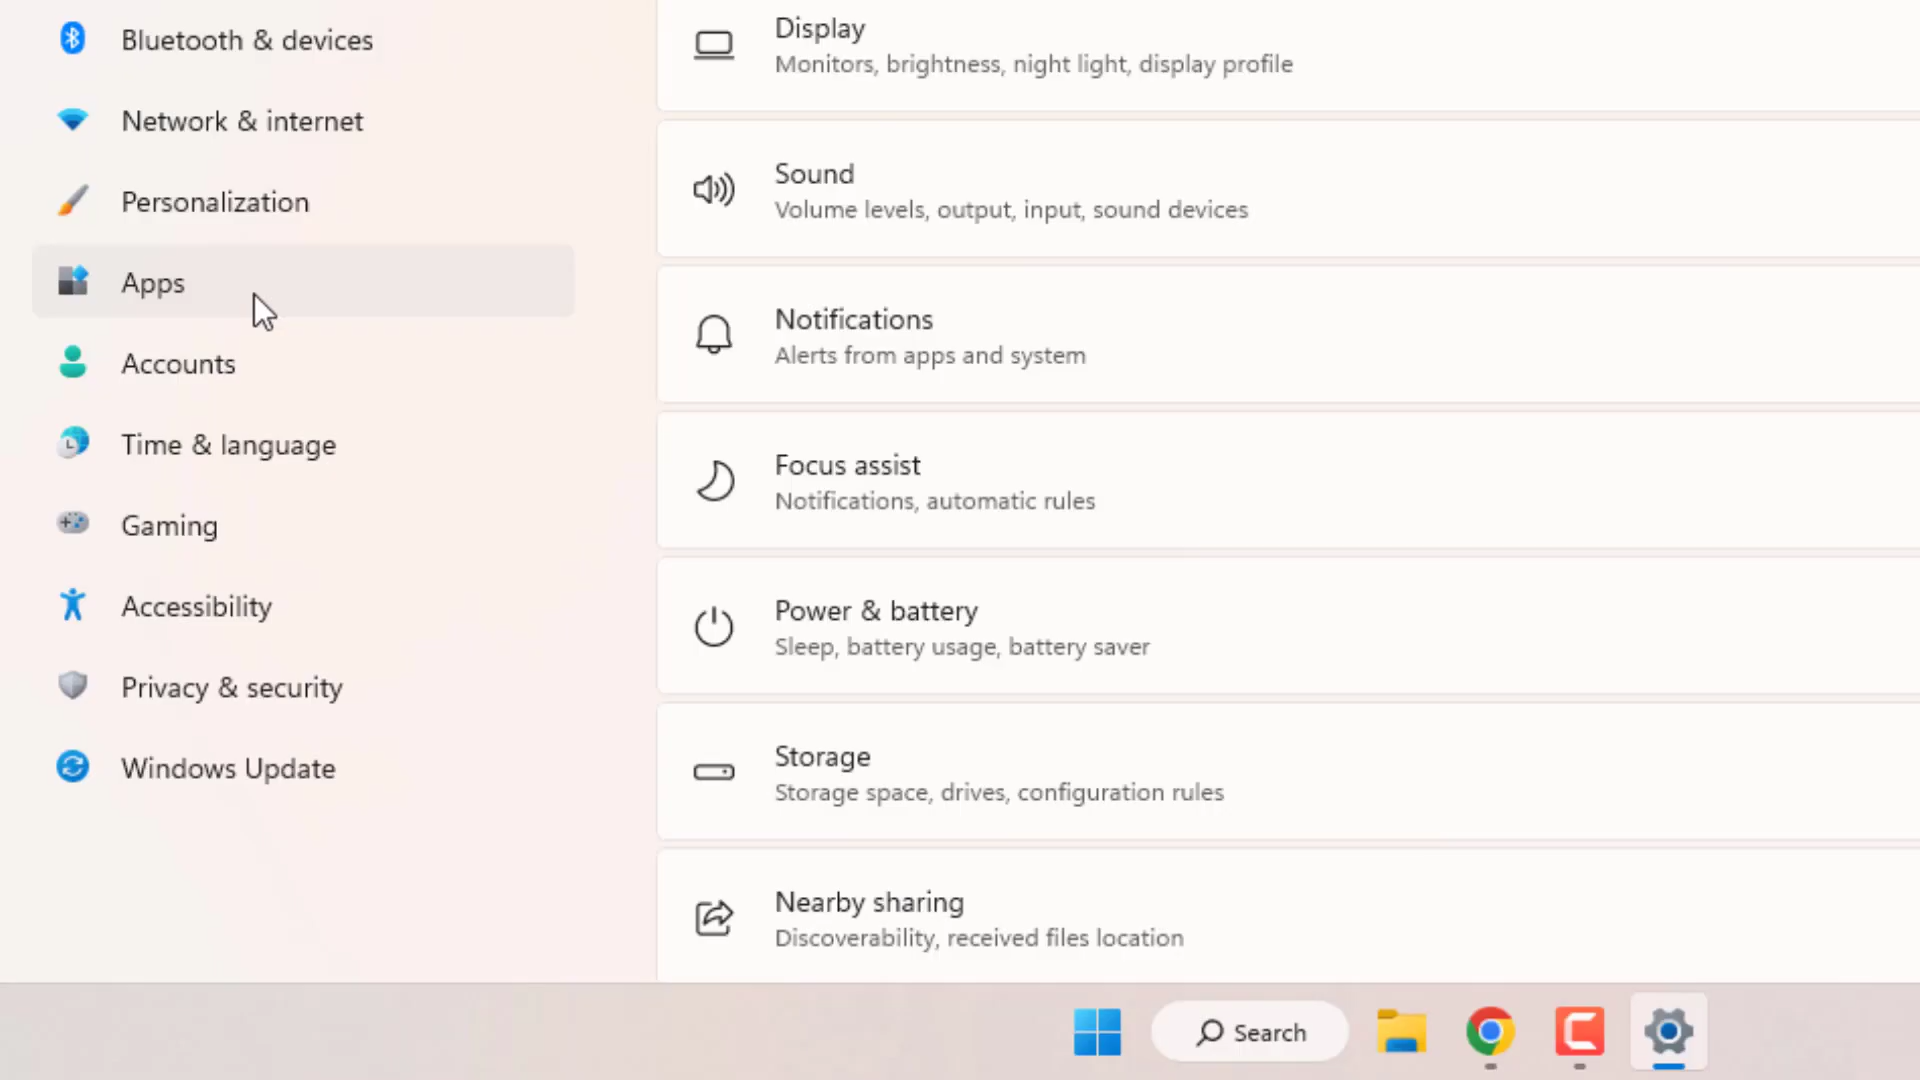 Bluetooth & devices
Network & internet
Personalization
Apps
Accounts
Time & language
Gaming
Accessibility
Privacy & security
Windows Update
Display
Monitors, brightness, night light, display profile
Sound
Volume levels, output, input, sound devices
Notifications
Alerts from apps and system
Focus assist
Notifications, automatic rules
Power & battery
Sleep, battery usage, battery saver
Storage
Storage space, drives, configuration rules
Nearby sharing
Discoverability, received files location
Search